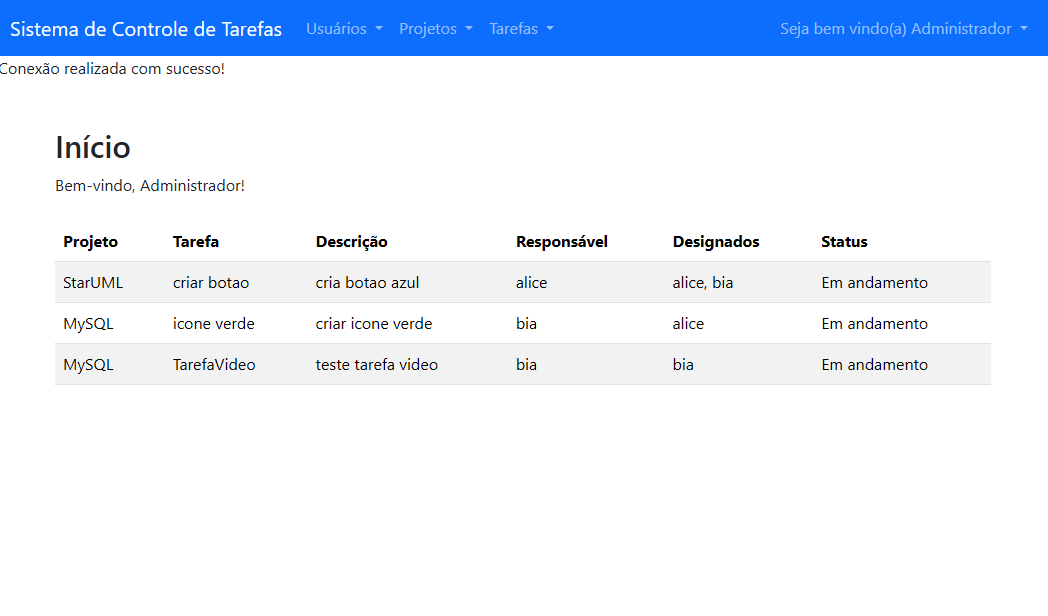 Sistema de Controle de Tarefas Usuários Projetos Tarefas Seja bem vindo(a) Administrador
Conexão realizada com sucesso!
Início
Bem-vindo, Administrador!
Projeto Tarefa Descrição Responsável Designados Status
StarUML criar botao cria botao azul alice alice, bia Em andamento
MySQL icone verde criar icone verde bia alice Em andamento
MySQL TarefaVideo teste tarefa video bia bia Em andamento